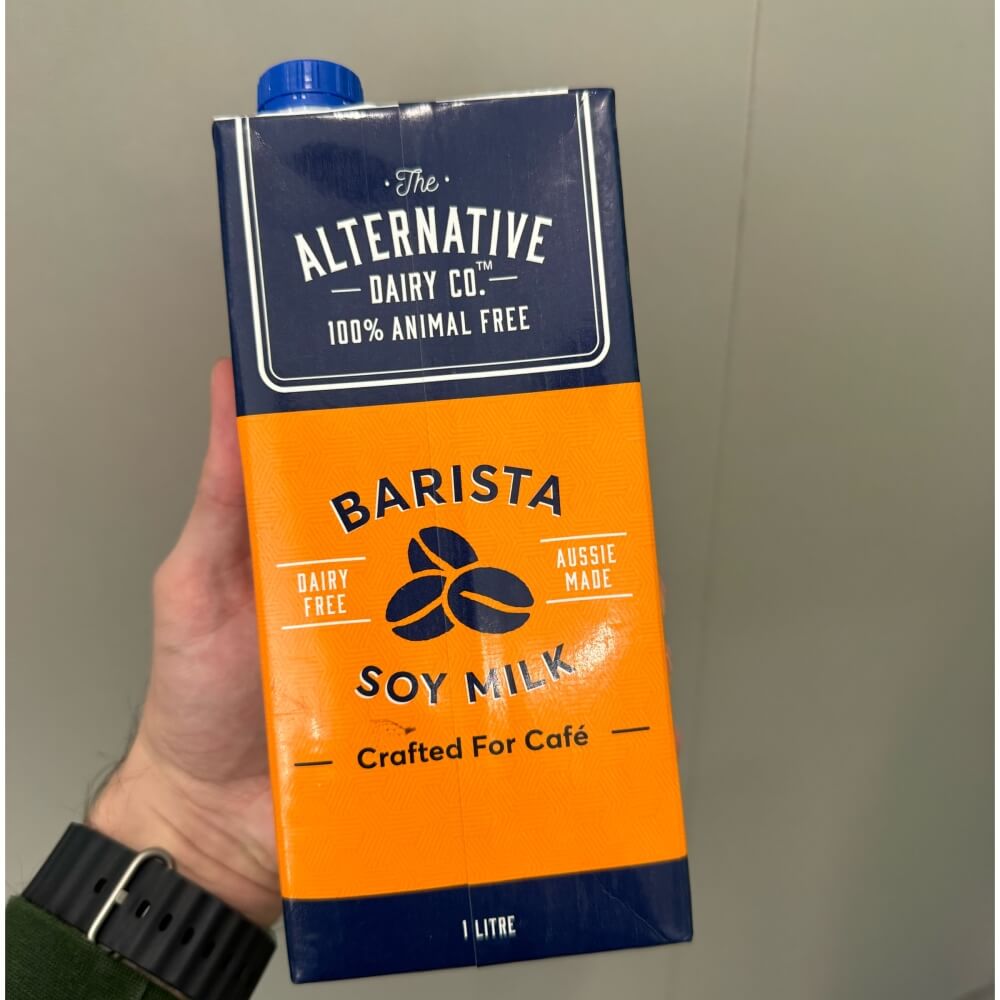 The
ALTERNATIVE
DAIRY CO.™
100% ANIMAL FREE
BARISTA
DAIRY
FREE
AUSSIE
MADE
SOY MILK
Crafted For Café
1 LITRE